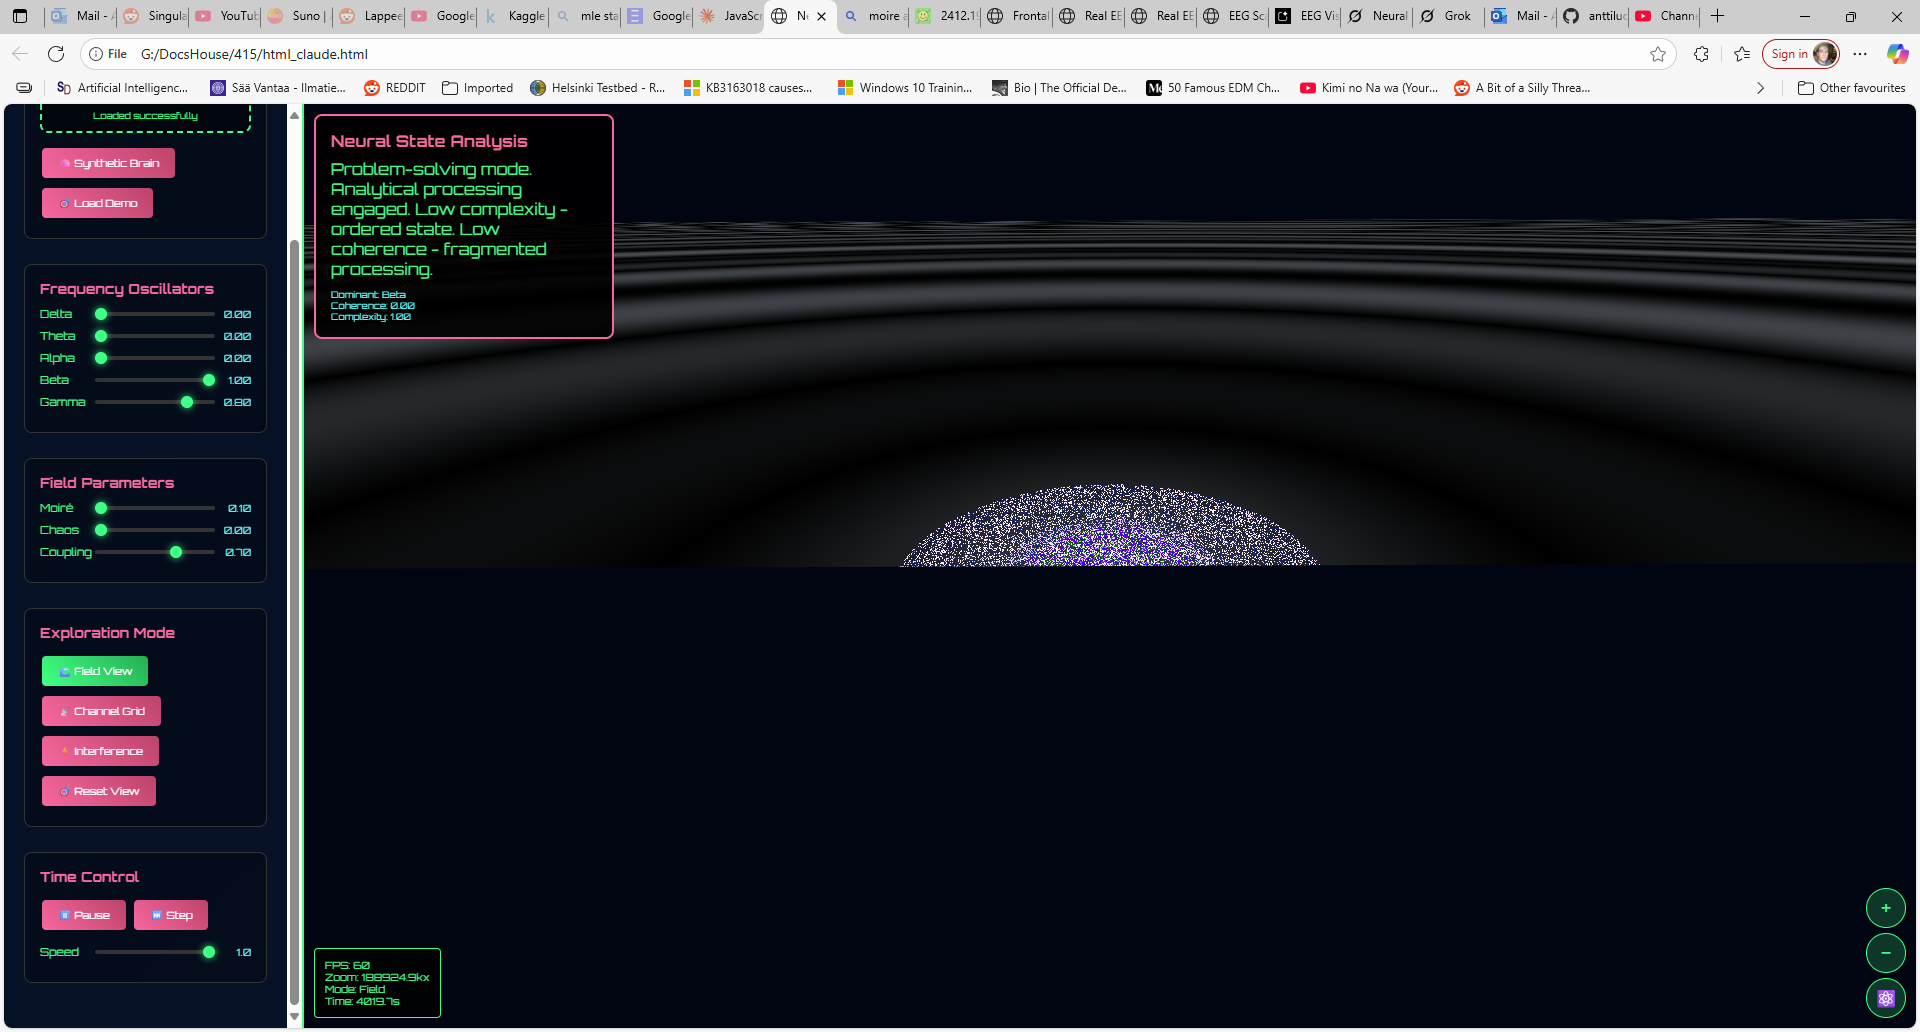 Mail - A
Singula
YouTub
Suno |
Lappee
Google
Kaggle
mle sta
Google
JavaScr
Ne
moire a
2412.19
Frontal
Real EE
Real EE
EEG Sc
EEG Vis
Neural
Grok
Mail - A
anttiluc
Channe
File
G:/DocsHouse/415/html_claude.html
Sign in
Artificial Intelligenc...
Sää Vantaa - Ilmatie...
REDDIT
Imported
Helsinki Testbed - R...
KB3163018 causes...
Windows 10 Trainin...
Bio | The Official De...
50 Famous EDM Ch...
Kimi no Na wa (Your...
A Bit of a Silly Threa...
Other favourites
Loaded successfully
Synthetic Brain
Load Demo
Frequency Oscillators
Delta 0.00
Theta 0.00
Alpha 0.00
Beta 1.00
Gamma 0.80
Field Parameters
Moiré 0.10
Chaos 0.00
Coupling 0.70
Exploration Mode
Field View
Channel Grid
Interference
Reset View
Time Control
Pause
Step
Speed 1.0
Neural State Analysis
Problem-solving mode.
Analytical processing
engaged. Low complexity -
ordered state. Low
coherence - fragmented
processing.
Dominant: Beta
Coherence: 0.00
Complexity: 1.00
FPS: 60
Zoom: 188924.9kx
Mode: Field
Time: 4019.7s
+
−